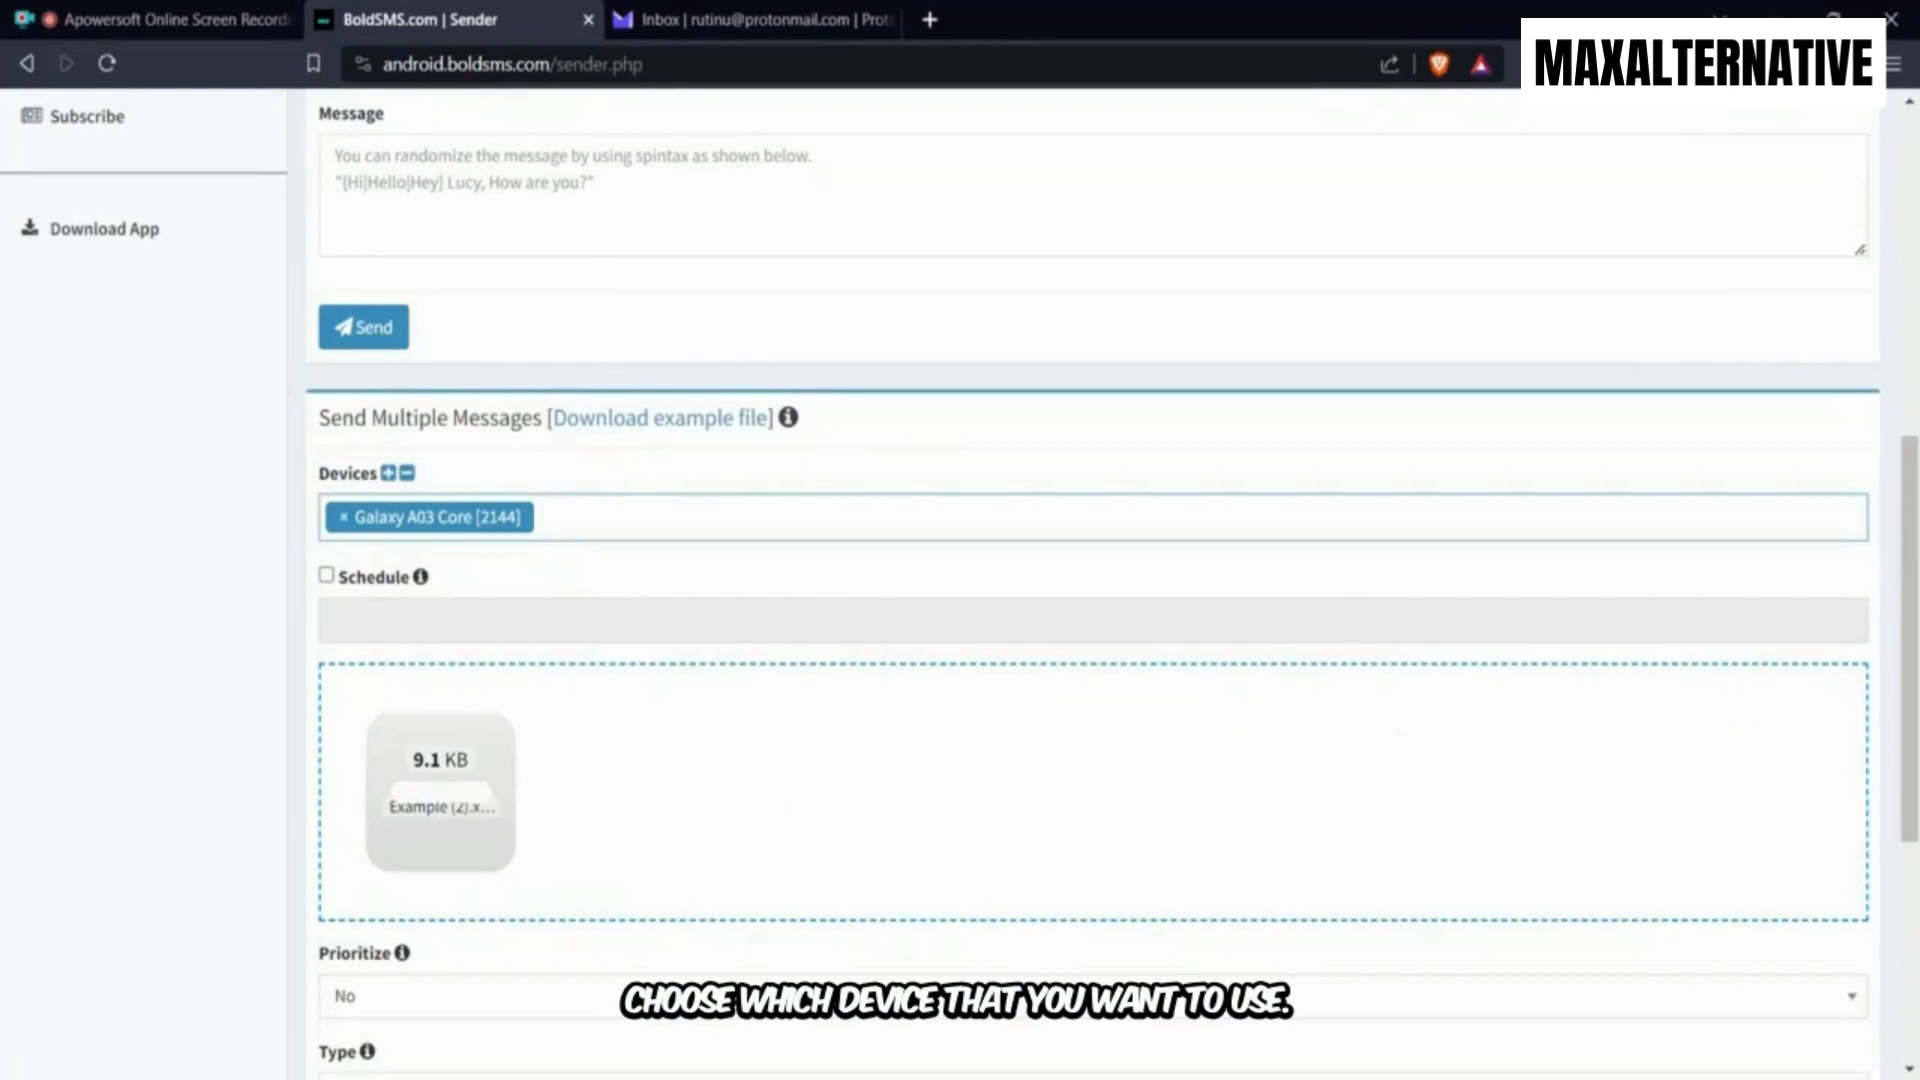 Apowersoft Online Screen Record
BoldSMS.com | Sender
Inbox | rutinu@protonmail.com | Prot
android.boldsms.com/sender.php
MAXALTERNATIVE
Subscribe
Download App
Message
You can randomize the message by using spintax as shown below.
"{Hi|Hello|Hey} Lucy, How are you?"
Send
Send Multiple Messages [Download example file]
Devices
× Galaxy A03 Core [2144]
Schedule
9.1 KB
Example (2).x...
Prioritize
No
CHOOSE WHICH DEVICE THAT YOU WANT TO USE.
Type